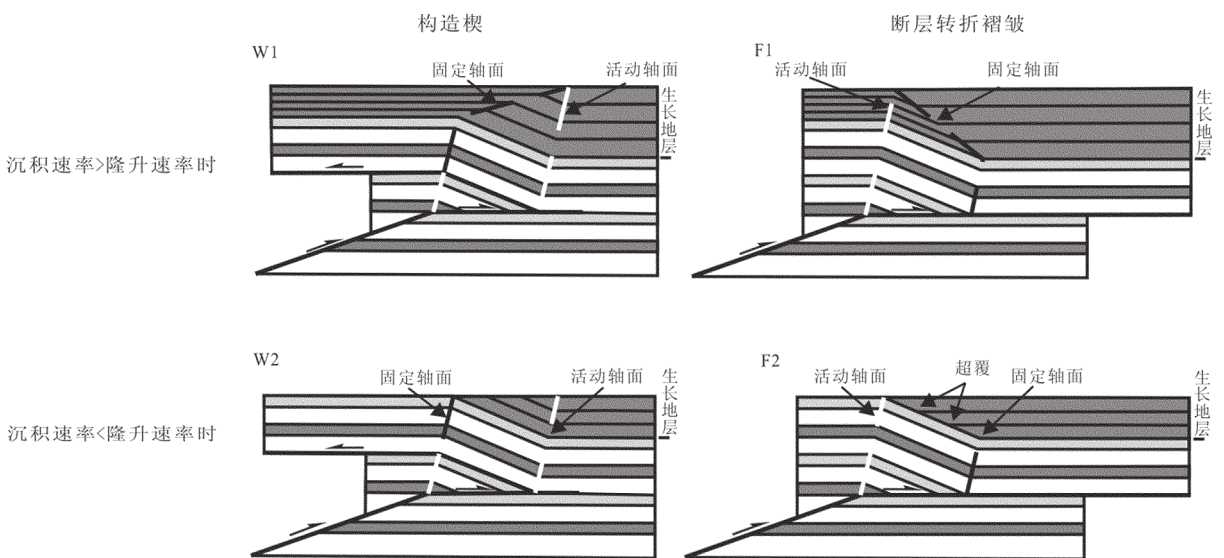 构造楔
断层转折褶皱
W1
固定轴面
活动轴面
生长地层
F1
活动轴面
固定轴面
生长地层
沉积速率>隆升速率时
W2
固定轴面
活动轴面
生长地层
F2
活动轴面
超覆
固定轴面
生长地层
沉积速率<隆升速率时